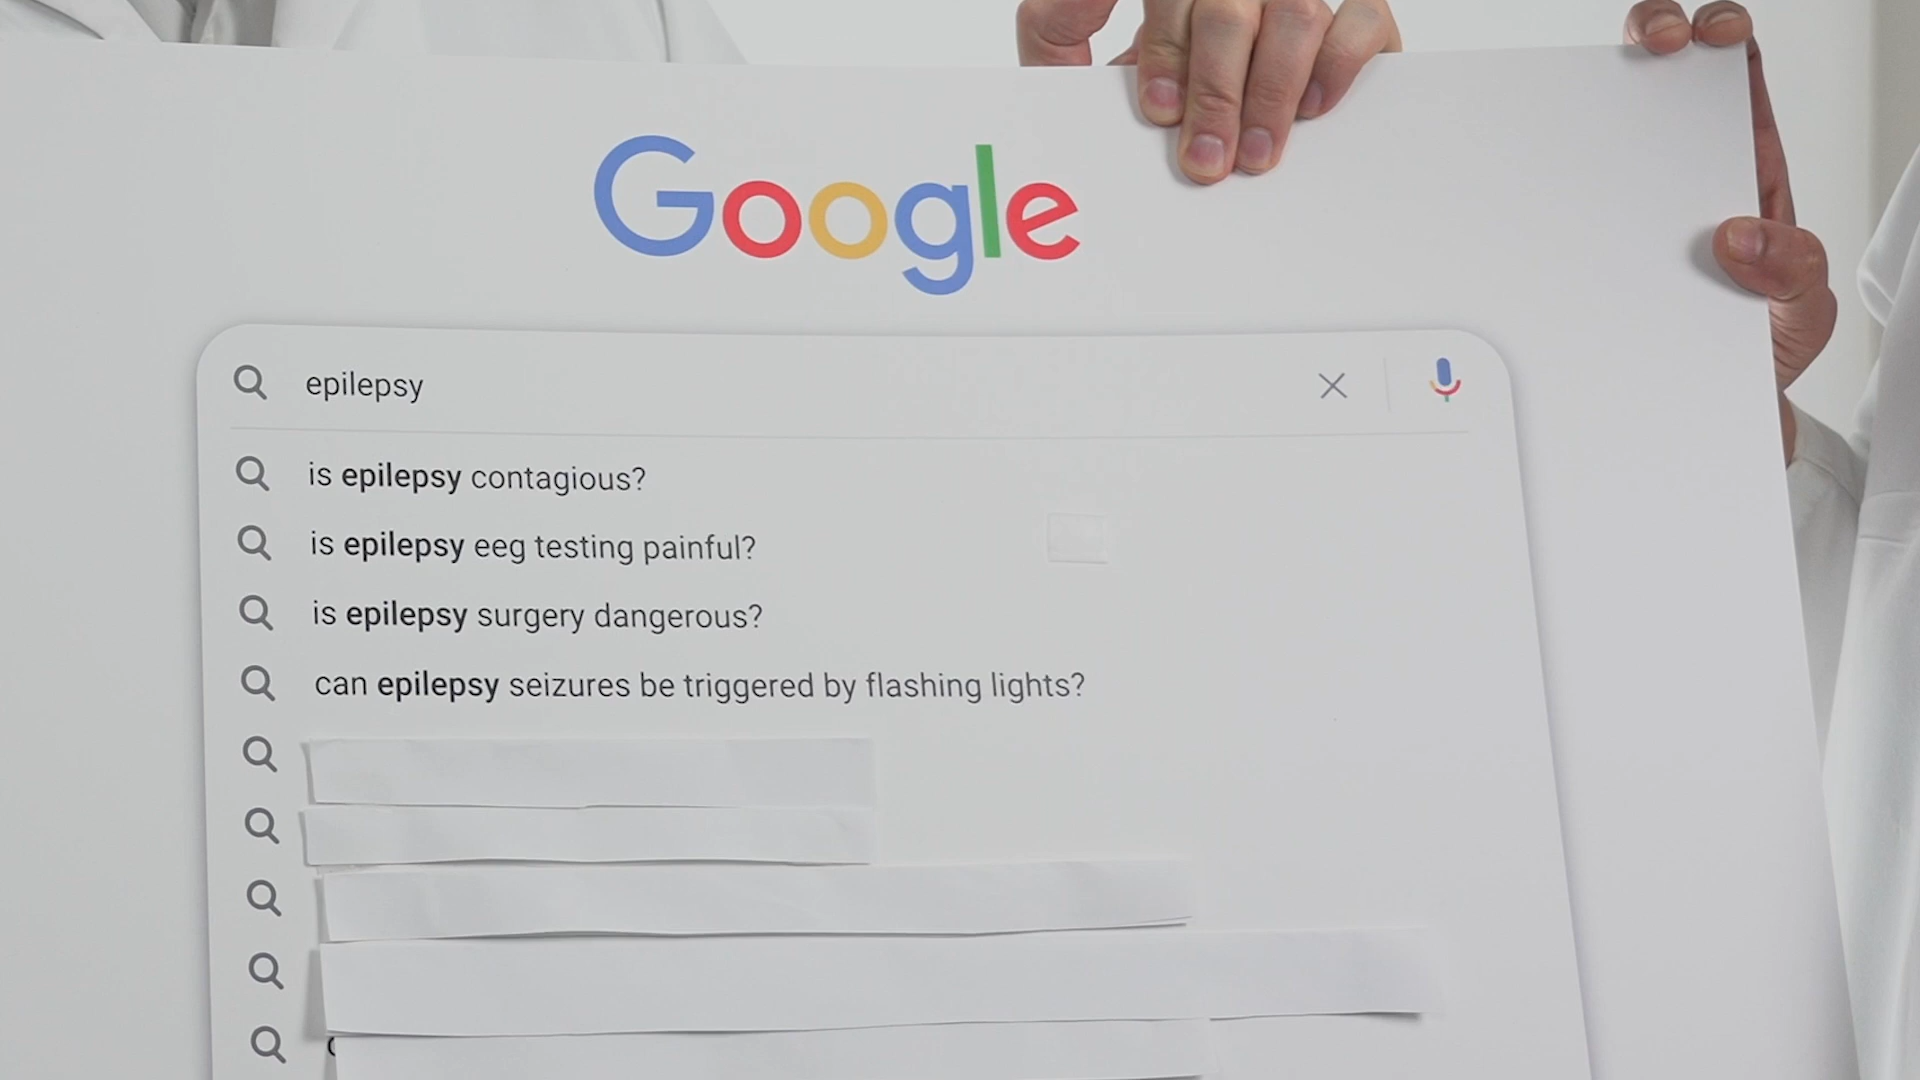 Google
epilepsy
is epilepsy contagious?
is epilepsy eeg testing painful?
is epilepsy surgery dangerous?
can epilepsy seizures be triggered by flashing lights?